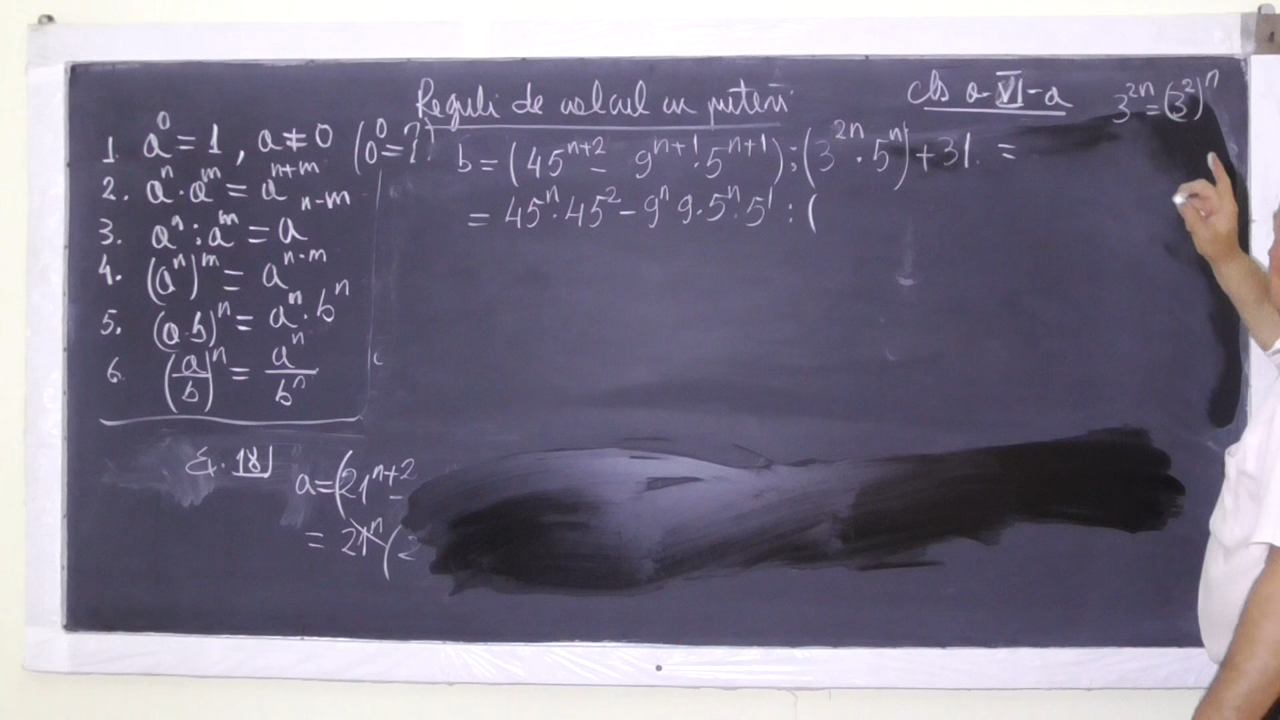 Reguli de calcul cu puteri
cls a-VI-a
3^{2n} = (3^2)^n
1. a^0 = 1, a ≠ 0 (0^0 = ?)
2. a^n · a^m = a^{n+m}
3. a^n : a^m = a^{n-m}
4. (a^n)^m = a^{n·m}
5. (a·b)^n = a^n · b^n
6. (a/b)^n = a^n/b^n
b = (45^{n+2} - 9^{n+1} · 5^{n+1}) : (3^{2n} · 5^n) + 31 =
= 45^n · 45^2 - 9^n 9 · 5^n · 5^1 : (
Ex. 18)
a = (21^{n+2} -
= 21^n (2